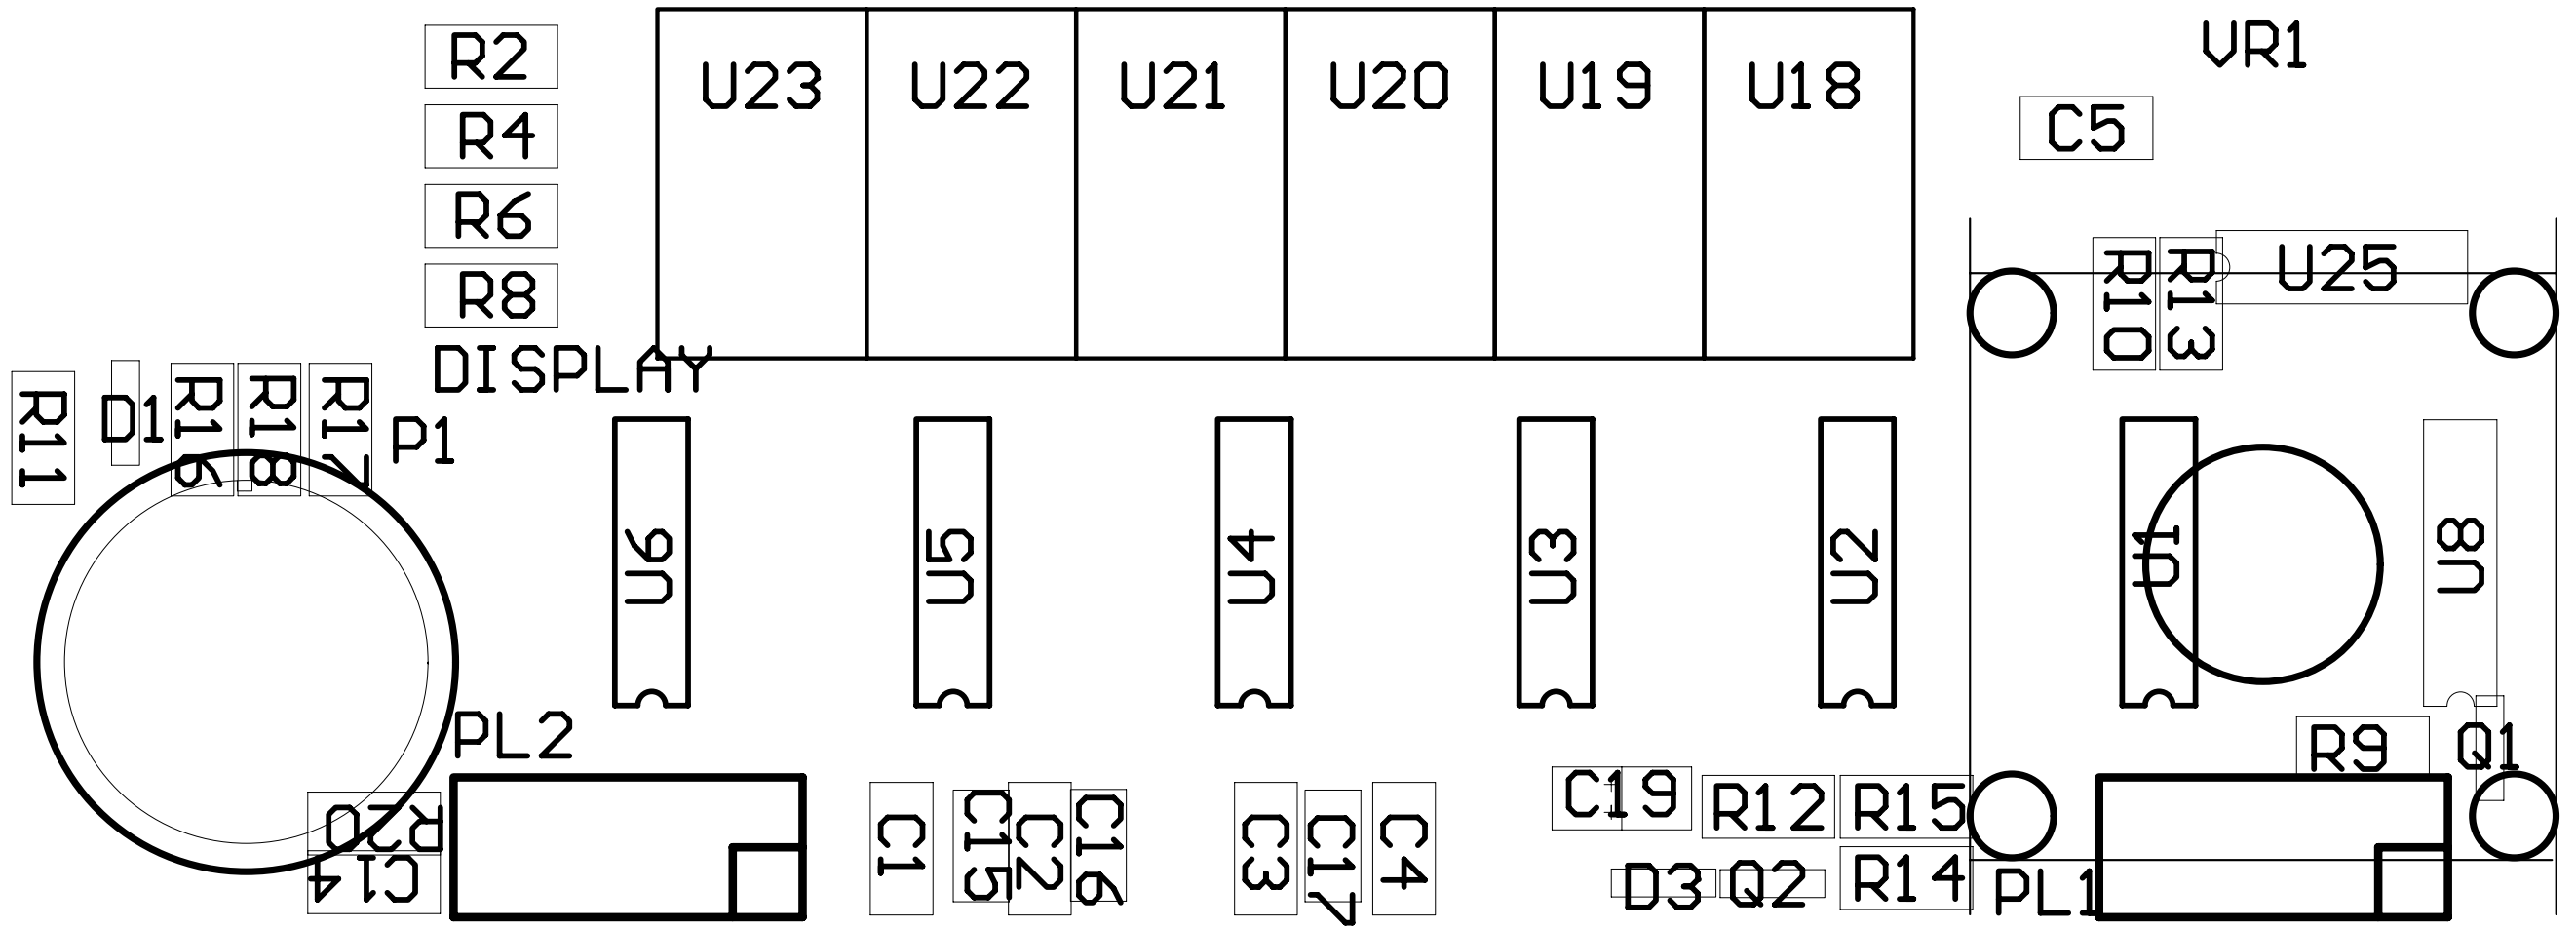 R2
U23 U22 U21 U20 U19 U18
VR1
R4
C5
R6
R8
R10 R13 U25
DISPLAY
R11 D1 R16 R18 R17 P1
U6 U5 U4 U3 U2 U1 U8
PL2
R9 Q1
R20
C14
C1 C15 C2 C16 C3 C17 C4
C19 R12 R15
D3 Q2 R14 PL1